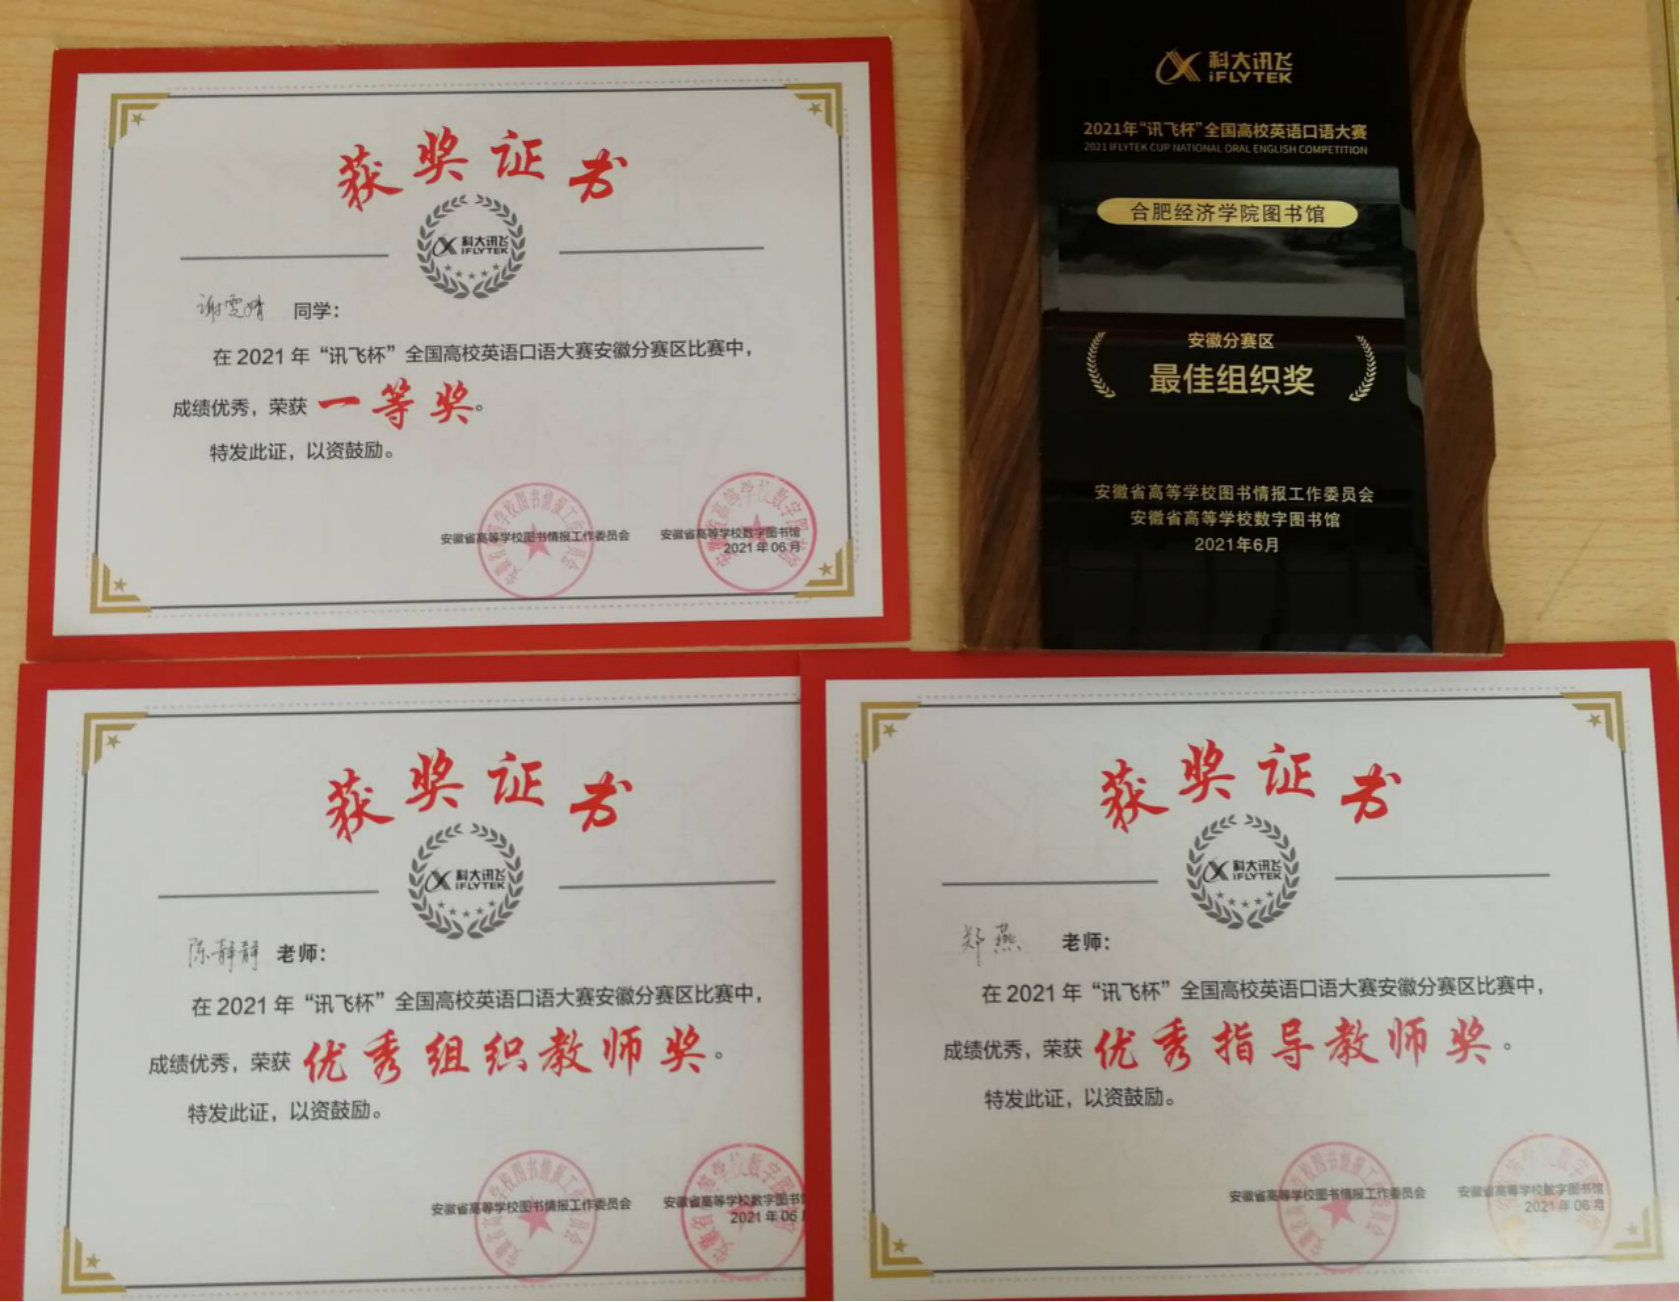 获奖证书
科大讯飞
iFLYTEK
谢雯婧 同学：
在2021年“讯飞杯”全国高校英语口语大赛安徽分赛区比赛中，
成绩优秀，荣获 一等奖。
特发此证，以资鼓励。
安徽省高等学校图书情报工作委员会 安徽省高等学校数字图书馆
2021年06月
科大讯飞
iFLYTEK
2021年“讯飞杯”全国高校英语口语大赛
2021 IFLYTEK CUP NATIONAL ORAL ENGLISH COMPETITION
合肥经济学院图书馆
安徽分赛区
最佳组织奖
安徽省高等学校图书情报工作委员会
安徽省高等学校数字图书馆
2021年6月
获奖证书
科大讯飞
iFLYTEK
陈静静 老师：
在2021年“讯飞杯”全国高校英语口语大赛安徽分赛区比赛中，
成绩优秀，荣获 优秀组织教师奖。
特发此证，以资鼓励。
安徽省高等学校图书情报工作委员会 安徽省高等学校数字图书馆
2021年06月
获奖证书
科大讯飞
iFLYTEK
郑燕 老师：
在2021年“讯飞杯”全国高校英语口语大赛安徽分赛区比赛中，
成绩优秀，荣获 优秀指导教师奖。
特发此证，以资鼓励。
安徽省高等学校图书情报工作委员会 安徽省高等学校数字图书馆
2021年06月